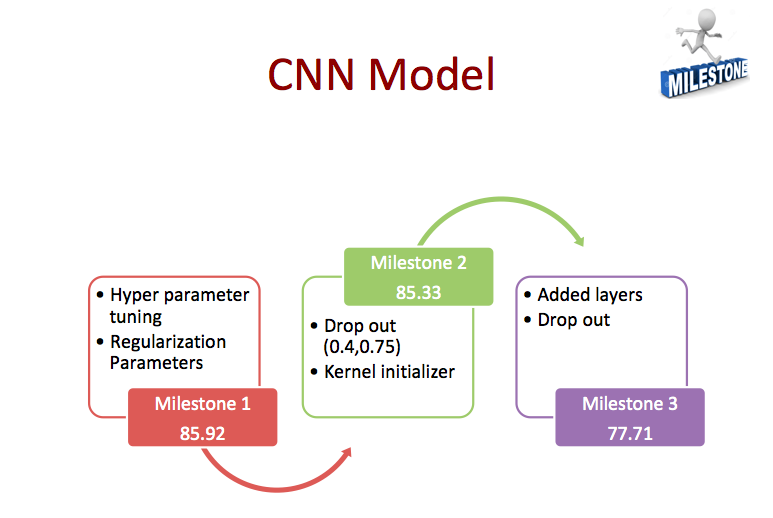 CNN Model
MILESTONE
• Hyper parameter
tuning
• Regularization
Parameters
Milestone 1
85.92
Milestone 2
85.33
• Drop out
(0.4,0.75)
• Kernel initializer
• Added layers
• Drop out
Milestone 3
77.71